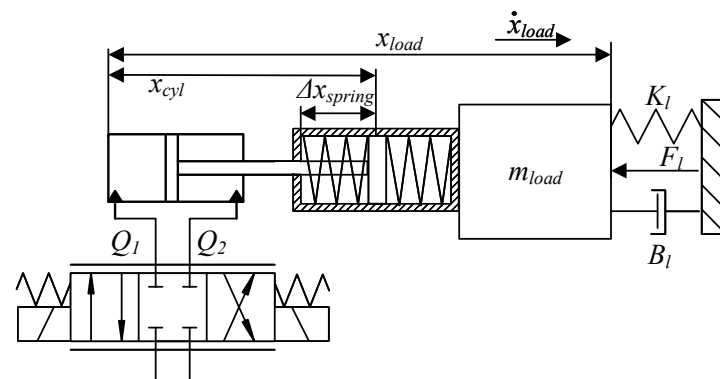 ẋ_load
x_load
x_cyl
Δx_spring
K_l
m_load
F_l
B_l
Q_1
Q_2